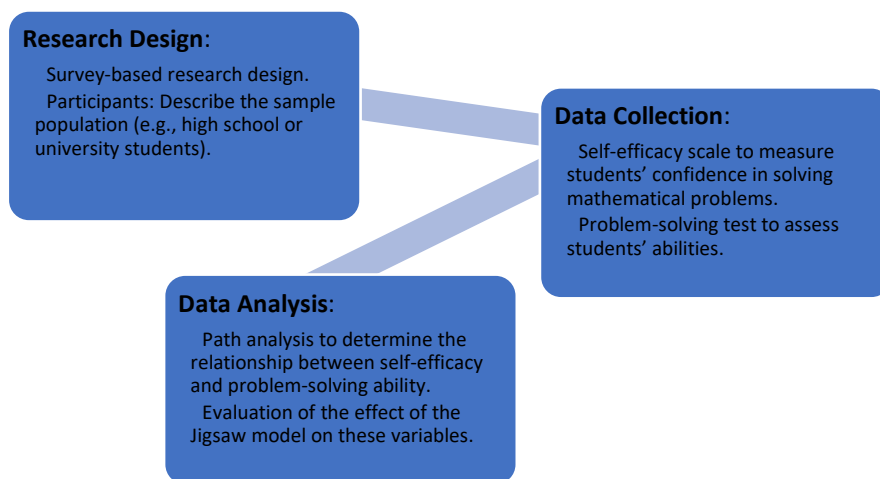 Research Design:
Survey-based research design.
Participants: Describe the sample
population (e.g., high school or
university students).
Data Collection:
Self-efficacy scale to measure
students’ confidence in solving
mathematical problems.
Problem-solving test to assess
students’ abilities.
Data Analysis:
Path analysis to determine the
relationship between self-efficacy
and problem-solving ability.
Evaluation of the effect of the
Jigsaw model on these variables.